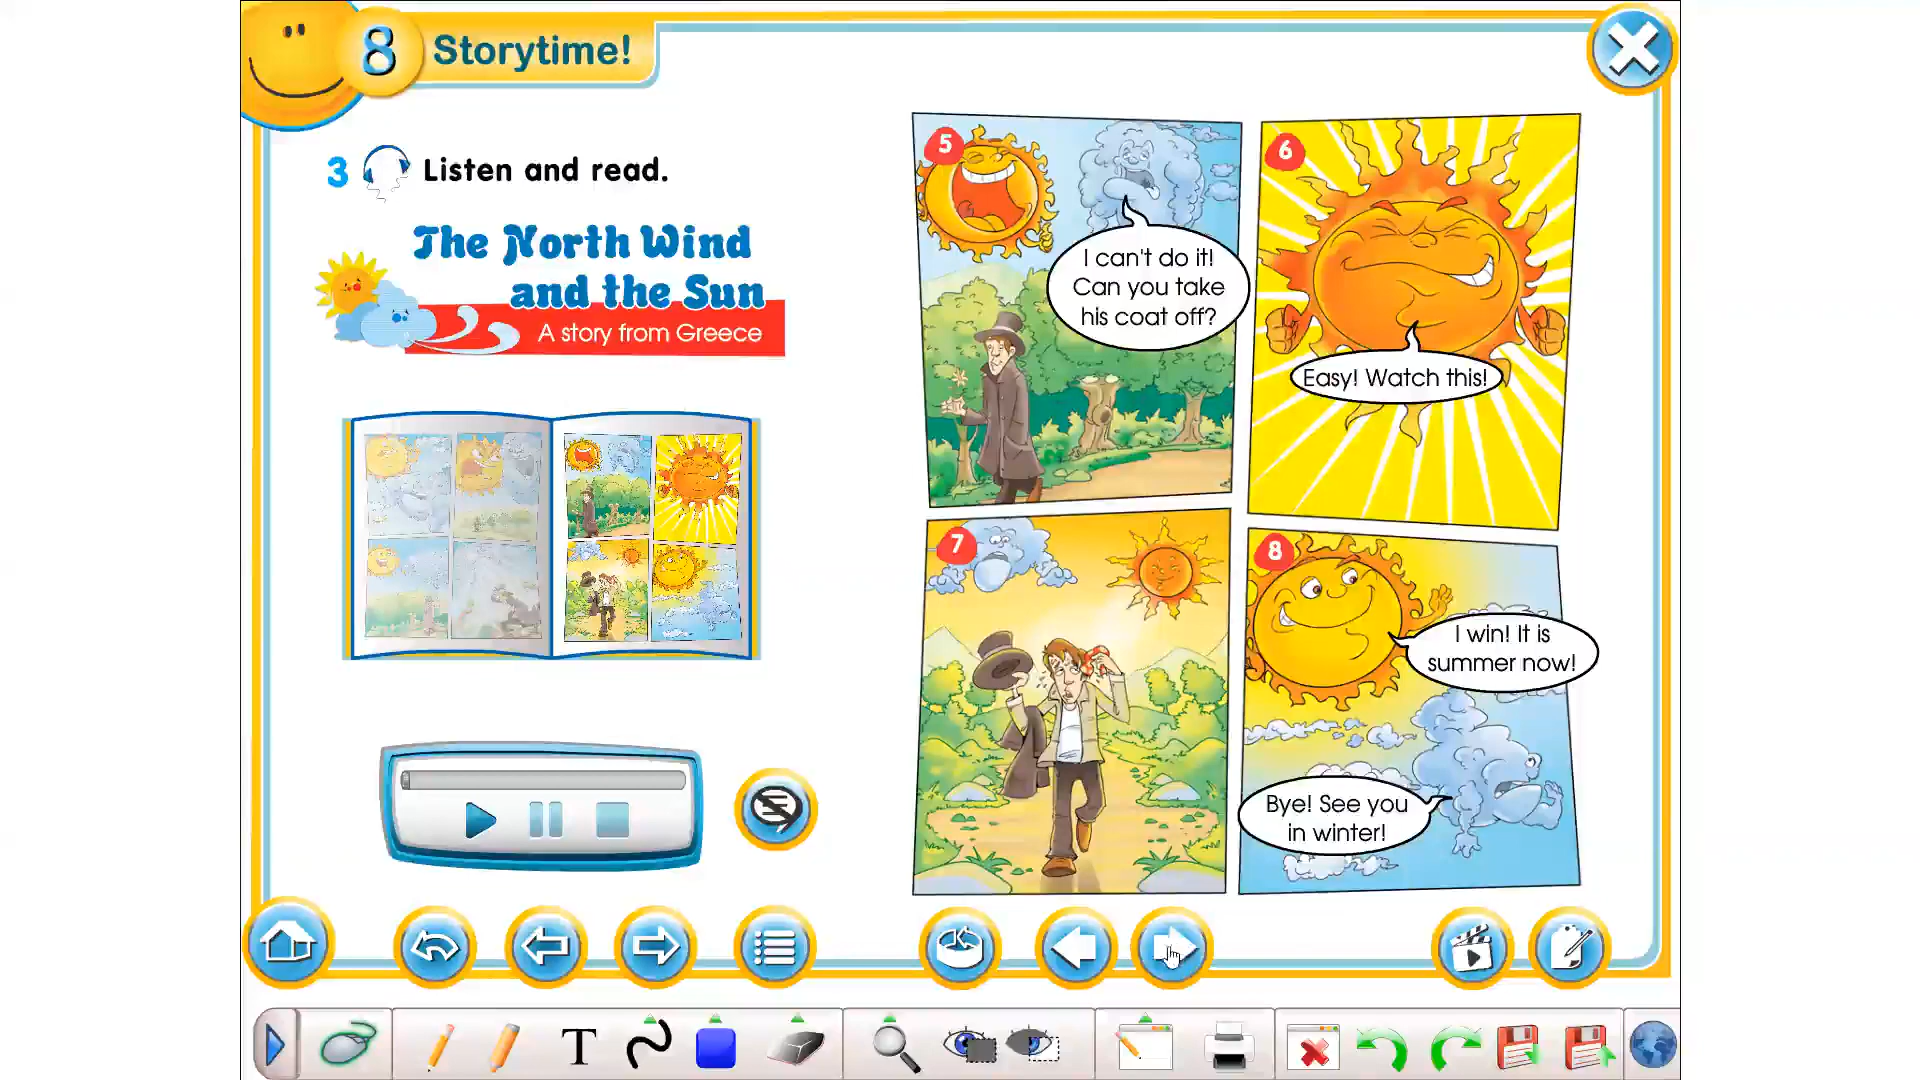 8 Storytime!
3 Listen and read.
The North Wind
and the Sun
A story from Greece
5
I can't do it!
Can you take
his coat off?
6
Easy! Watch this!
7
8
I win! It is
summer now!
Bye! See you
in winter!
T